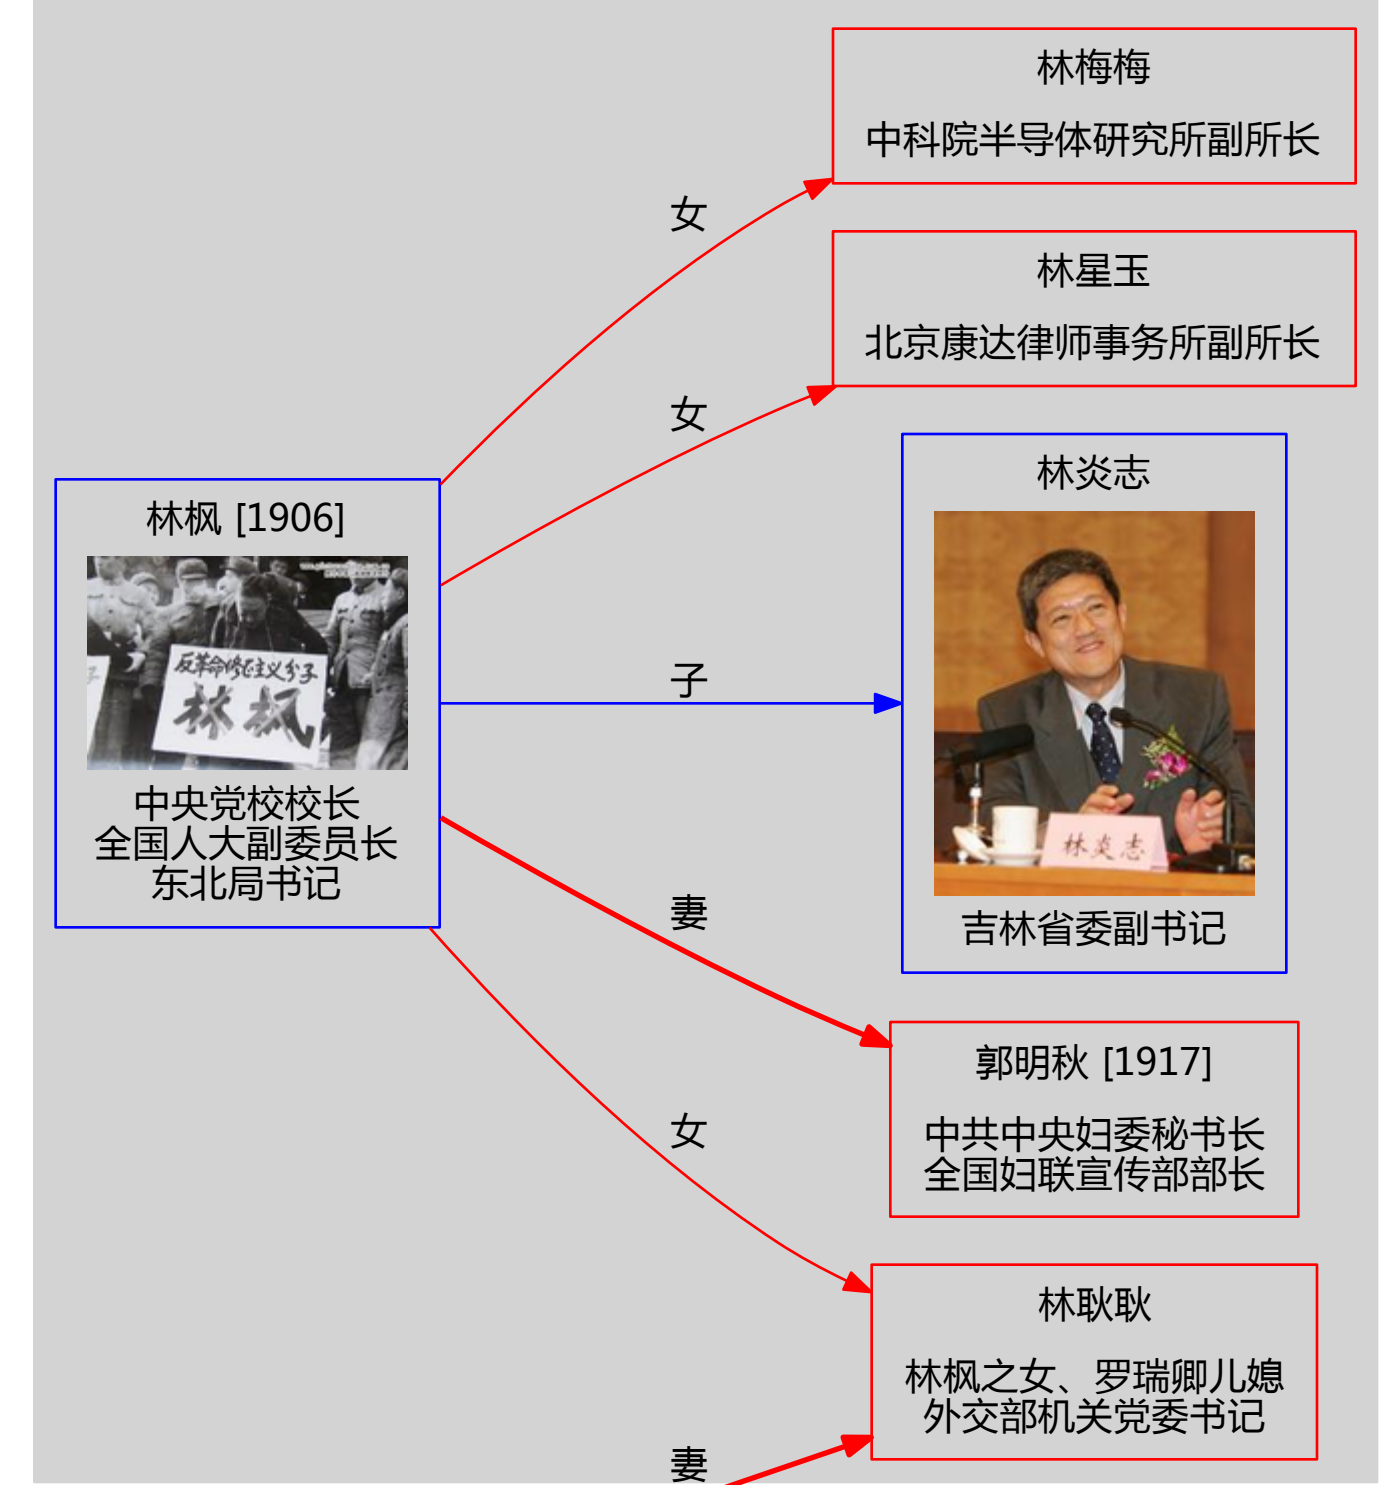 林梅梅
中科院半导体研究所副所长
女
林星玉
北京康达律师事务所副所长
女
林炎志
林枫 [1906]
反革命修正主义分子
林枫
子
中央党校校长
全国人大副委员长
东北局书记
林炎志
吉林省委副书记
妻
郭明秋 [1917]
中共中央妇委秘书长
全国妇联宣传部部长
女
林耿耿
林枫之女、罗瑞卿儿媳
外交部机关党委书记
妻